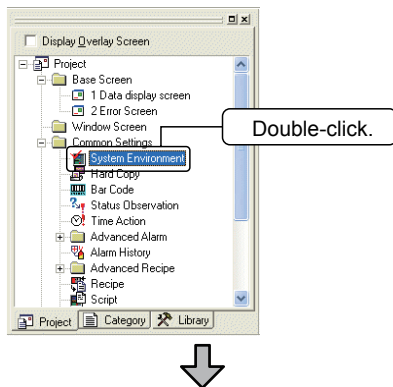 Display Overlay Screen
Project
Base Screen
1 Data display screen
2 Error Screen
Window Screen
Common Settings
System Environment
Hard Copy
Bar Code
Status Observation
Time Action
Advanced Alarm
Alarm History
Advanced Recipe
Recipe
Script
Project Category Library
Double-click.